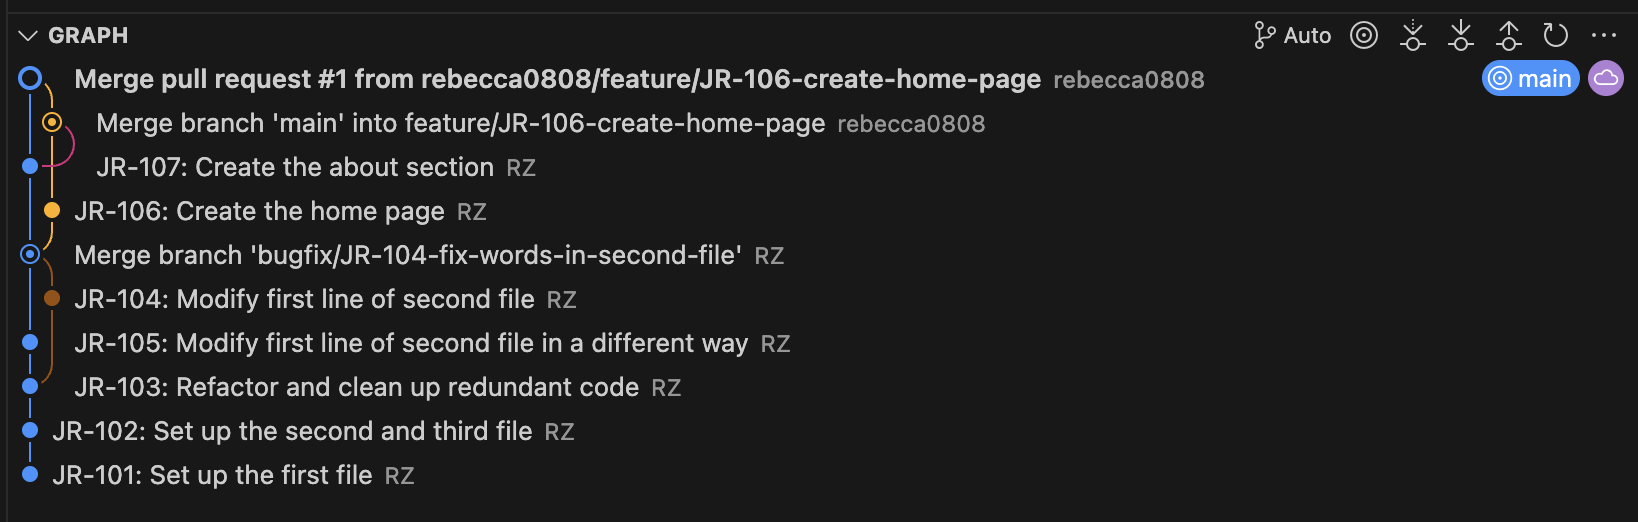 GRAPH Auto
Merge pull request #1 from rebecca0808/feature/JR-106-create-home-page rebecca0808 main
Merge branch 'main' into feature/JR-106-create-home-page rebecca0808
JR-107: Create the about section RZ
JR-106: Create the home page RZ
Merge branch 'bugfix/JR-104-fix-words-in-second-file' RZ
JR-104: Modify first line of second file RZ
JR-105: Modify first line of second file in a different way RZ
JR-103: Refactor and clean up redundant code RZ
JR-102: Set up the second and third file RZ
JR-101: Set up the first file RZ